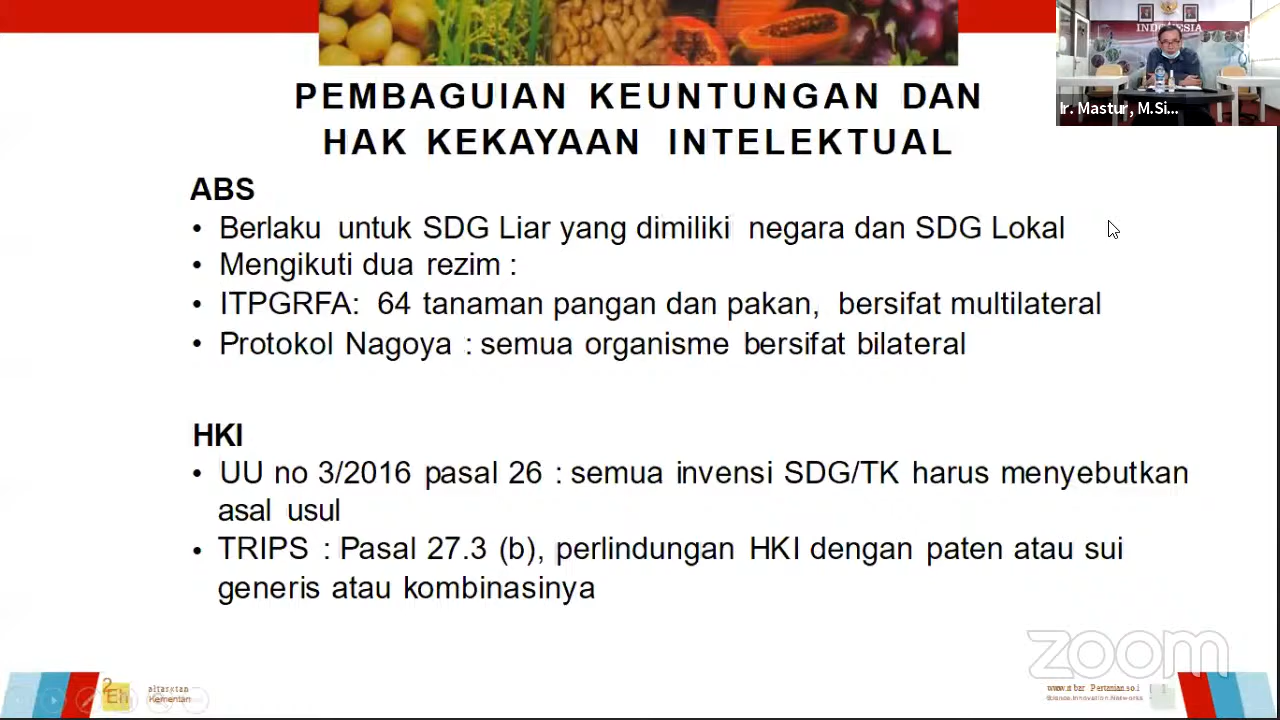 INDONESIA
Ir. Mastur, M.Si...
PEMBAGUIAN KEUNTUNGAN DAN
HAK KEKAYAAN INTELEKTUAL
ABS
• Berlaku untuk SDG Liar yang dimiliki negara dan SDG Lokal
• Mengikuti dua rezim :
• ITPGRFA: 64 tanaman pangan dan pakan, bersifat multilateral
• Protokol Nagoya : semua organisme bersifat bilateral
HKI
• UU no 3/2016 pasal 26 : semua invensi SDG/TK harus menyebutkan
asal usul
• TRIPS : Pasal 27.3 (b), perlindungan HKI dengan paten atau sui
generis atau kombinasinya
zoom
Kementan